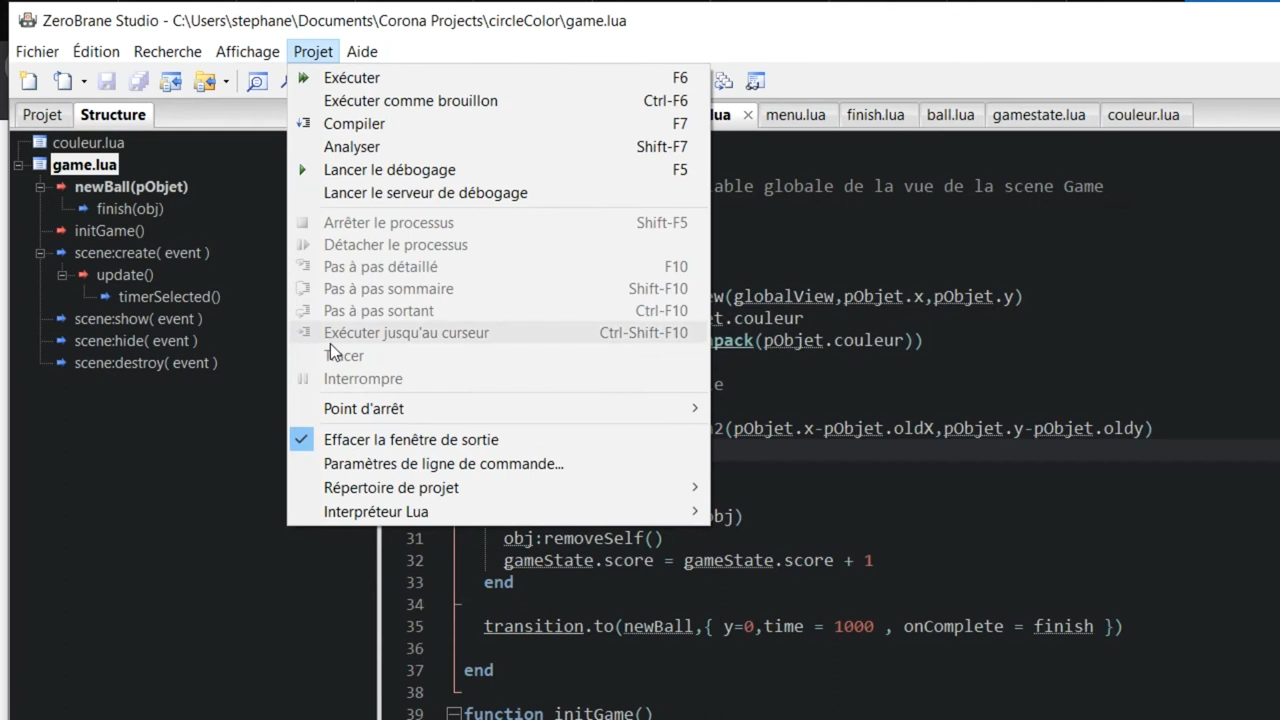 ZeroBrane Studio - C:\Users\stephane\Documents\Corona Projects\circleColor\game.lua
Fichier Édition Recherche Affichage Projet Aide
Projet Structure
lua menu.lua finish.lua ball.lua gamestate.lua couleur.lua
couleur.lua
game.lua
newBall(pObjet)
finish(obj)
initGame()
scene:create( event )
update()
timerSelected()
scene:show( event )
scene:hide( event )
scene:destroy( event )
Exécuter F6
Exécuter comme brouillon Ctrl-F6
Compiler F7
Analyser Shift-F7
Lancer le débogage F5
Lancer le serveur de débogage
Arrêter le processus Shift-F5
Détacher le processus
Pas à pas détaillé F10
Pas à pas sommaire Shift-F10
Pas à pas sortant Ctrl-F10
Exécuter jusqu'au curseur Ctrl-Shift-F10
Tracer
Interrompre
Point d'arrêt
Effacer la fenêtre de sortie
Paramètres de ligne de commande...
Répertoire de projet
Interpréteur Lua
able globale de la vue de la scene Game
w(globalView,pObjet.x,pObjet.y)
t.couleur
pack(pObjet.couleur))
e
2(pObjet.x-pObjet.oldX,pObjet.y-pObjet.oldy)
obj)
31 obj:removeSelf()
32 gameState.score = gameState.score + 1
33 end
34
35 transition.to(newBall,{ y=0,time = 1000 , onComplete = finish })
36
37 end
38
39 function initGame()